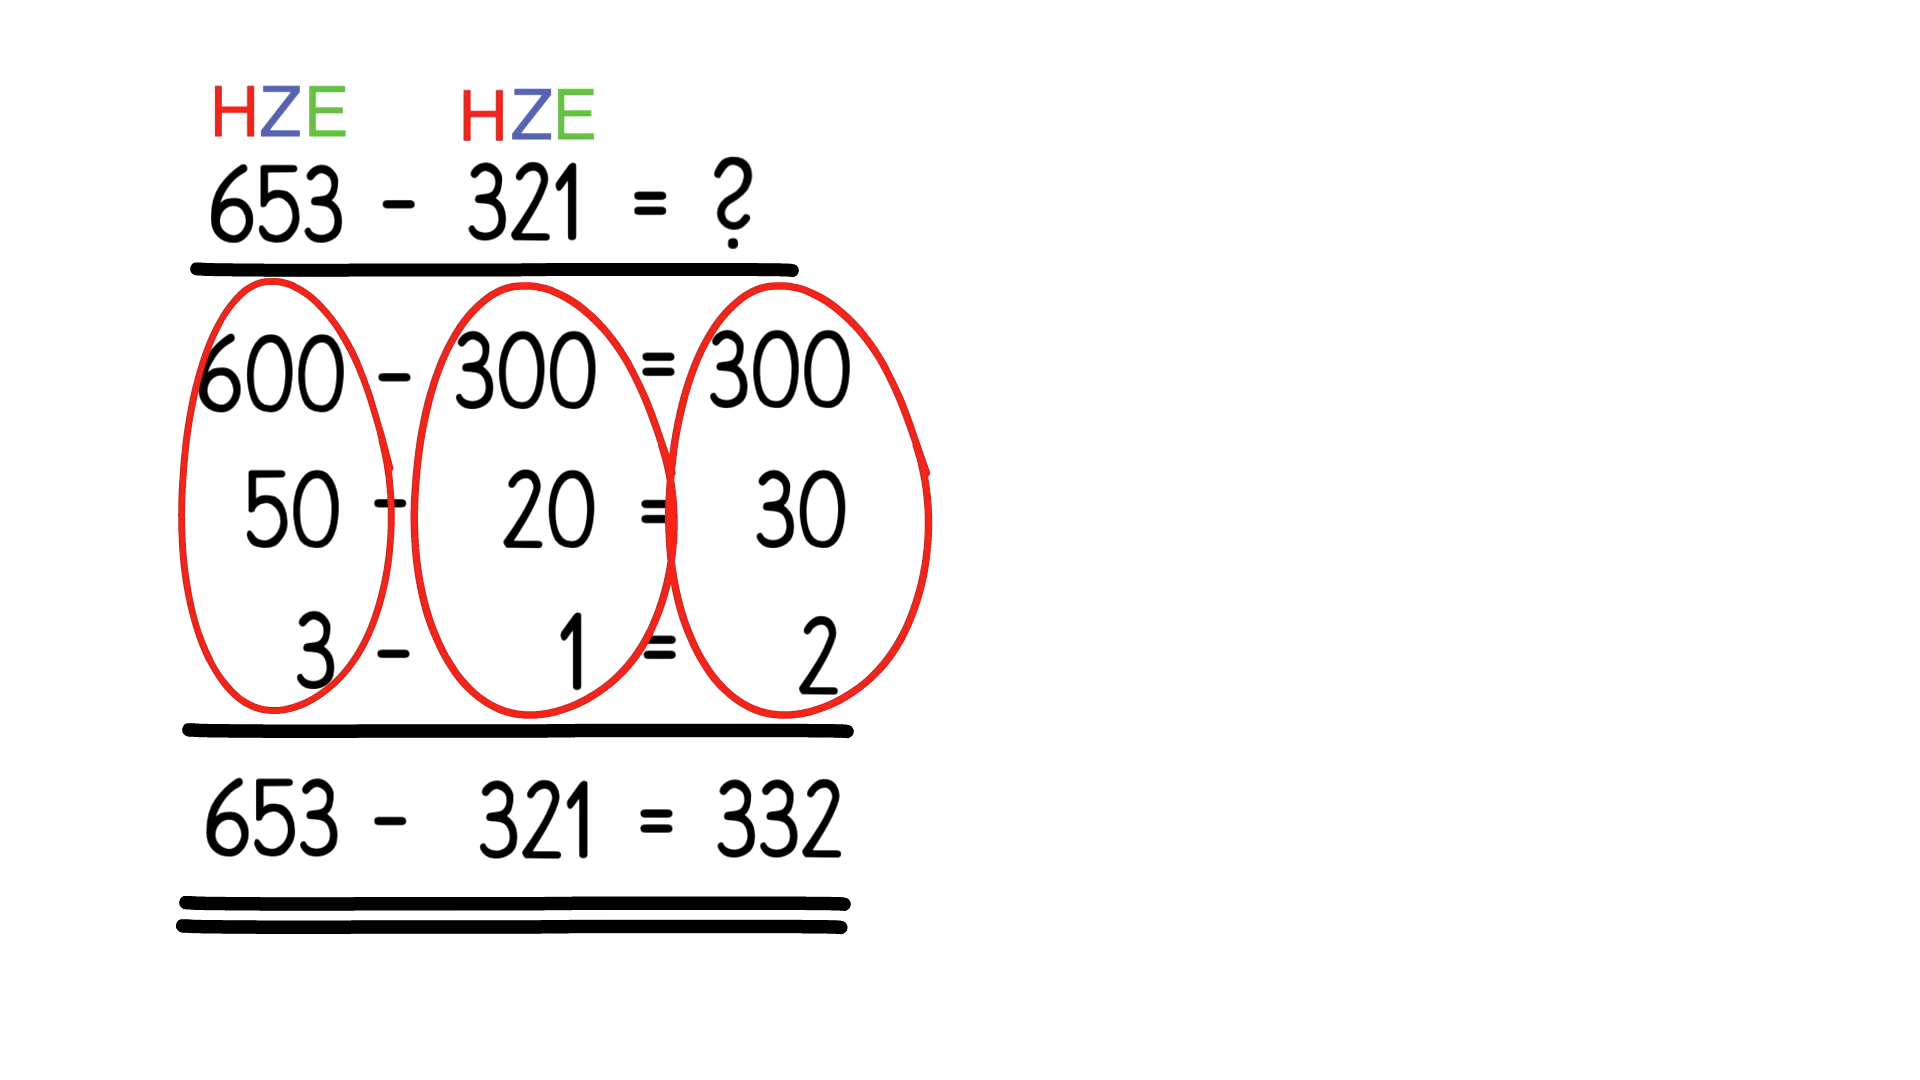 HZE HZE
653 - 321 = ?
600 - 300 = 300
50 - 20 = 30
3 - 1 = 2
653 - 321 = 332